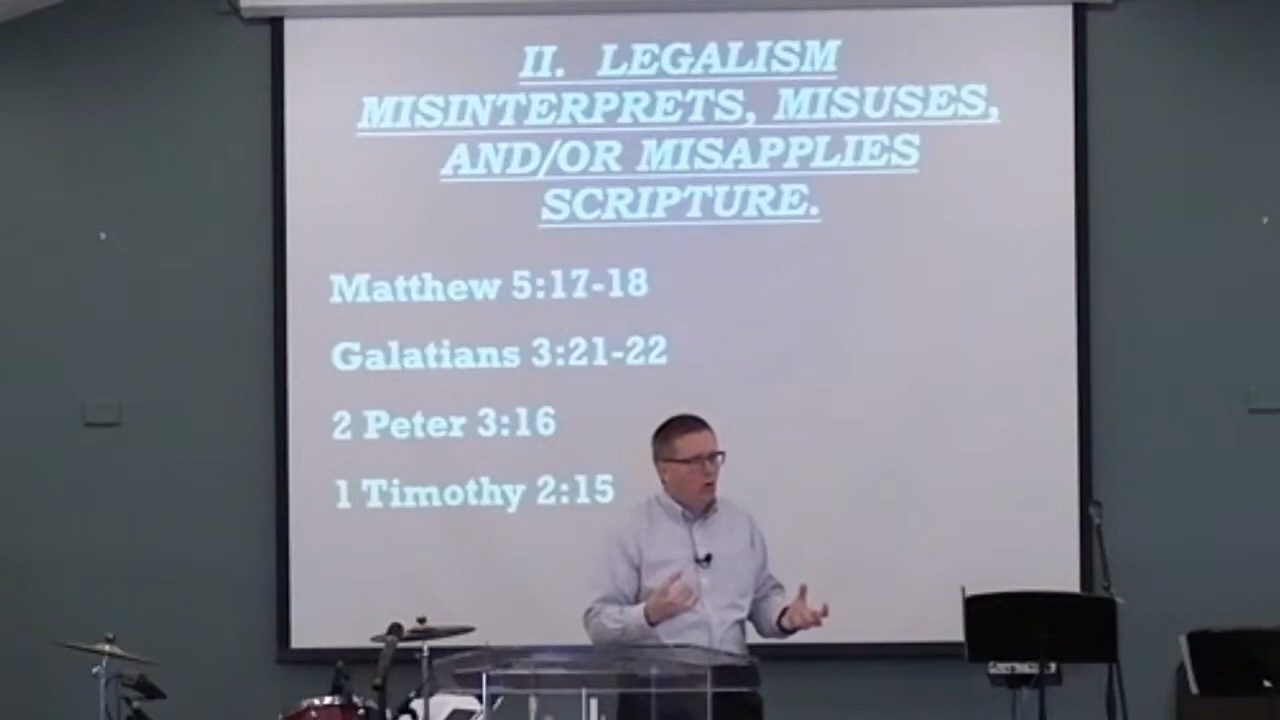 II. LEGALISM
MISINTERPRETS, MISUSES,
AND/OR MISAPPLIES
SCRIPTURE.
Matthew 5:17-18
Galatians 3:21-22
2 Peter 3:16
1 Timothy 2:15